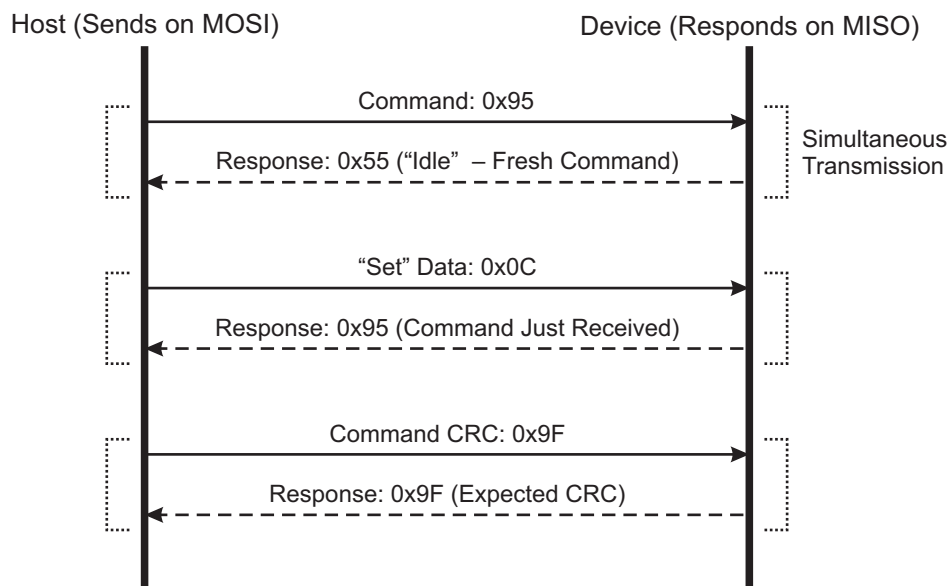 Host (Sends on MOSI)
Device (Responds on MISO)
Command: 0x95
Response: 0x55 (“Idle” – Fresh Command)
Simultaneous
Transmission
“Set” Data: 0x0C
Response: 0x95 (Command Just Received)
Command CRC: 0x9F
Response: 0x9F (Expected CRC)